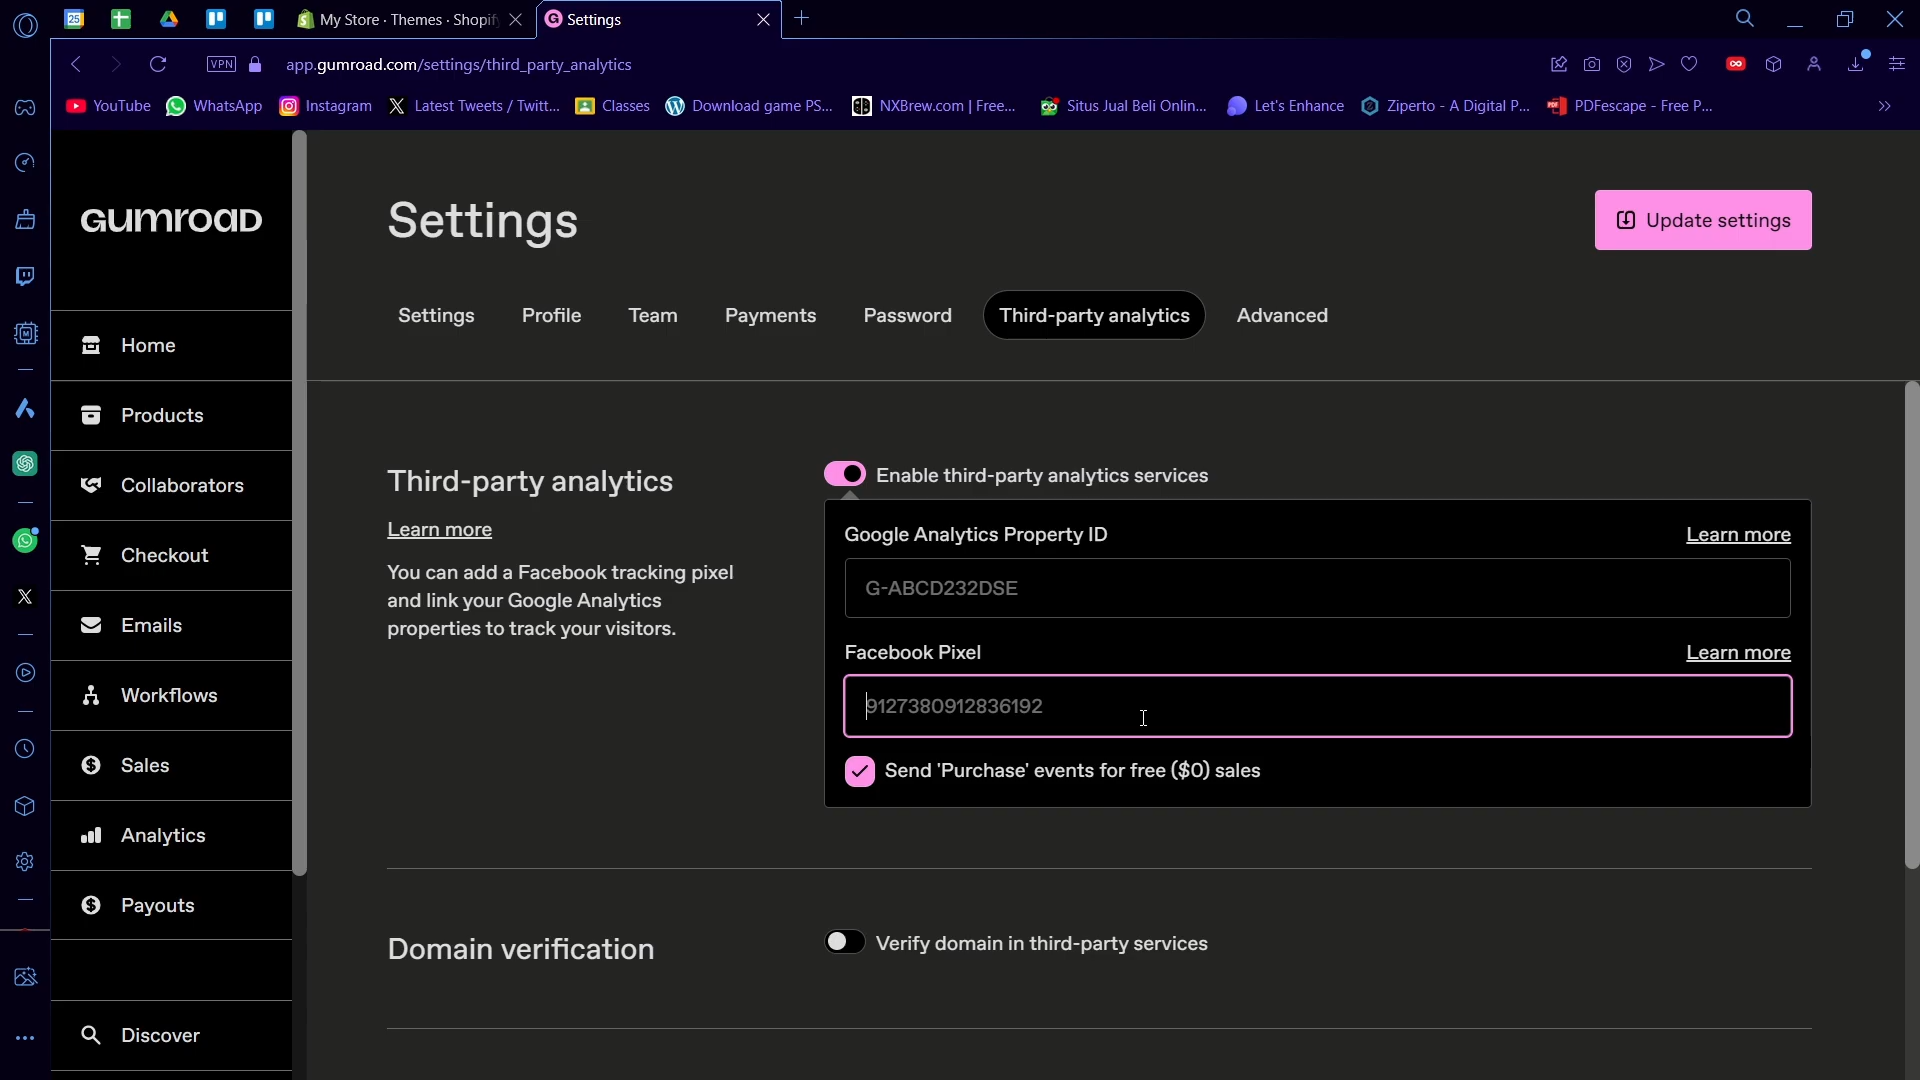 My Store · Themes · Shopif
Settings
VPN
app.gumroad.com/settings/third_party_analytics
YouTube
WhatsApp
Instagram
Latest Tweets / Twitt...
Classes
Download game PS...
NXBrew.com | Free...
Situs Jual Beli Onlin...
Let's Enhance
Ziperto - A Digital P...
PDFescape - Free P...
GUMROAD
Home
Products
Collaborators
Checkout
Emails
Workflows
Sales
Analytics
Payouts
Discover
Settings
Update settings
Settings
Profile
Team
Payments
Password
Third-party analytics
Advanced
Third-party analytics
Learn more
You can add a Facebook tracking pixel
and link your Google Analytics
properties to track your visitors.
Enable third-party analytics services
Google Analytics Property ID
Learn more
G-ABCD232DSE
Facebook Pixel
Learn more
9127380912836192
Send 'Purchase' events for free ($0) sales
Domain verification
Verify domain in third-party services